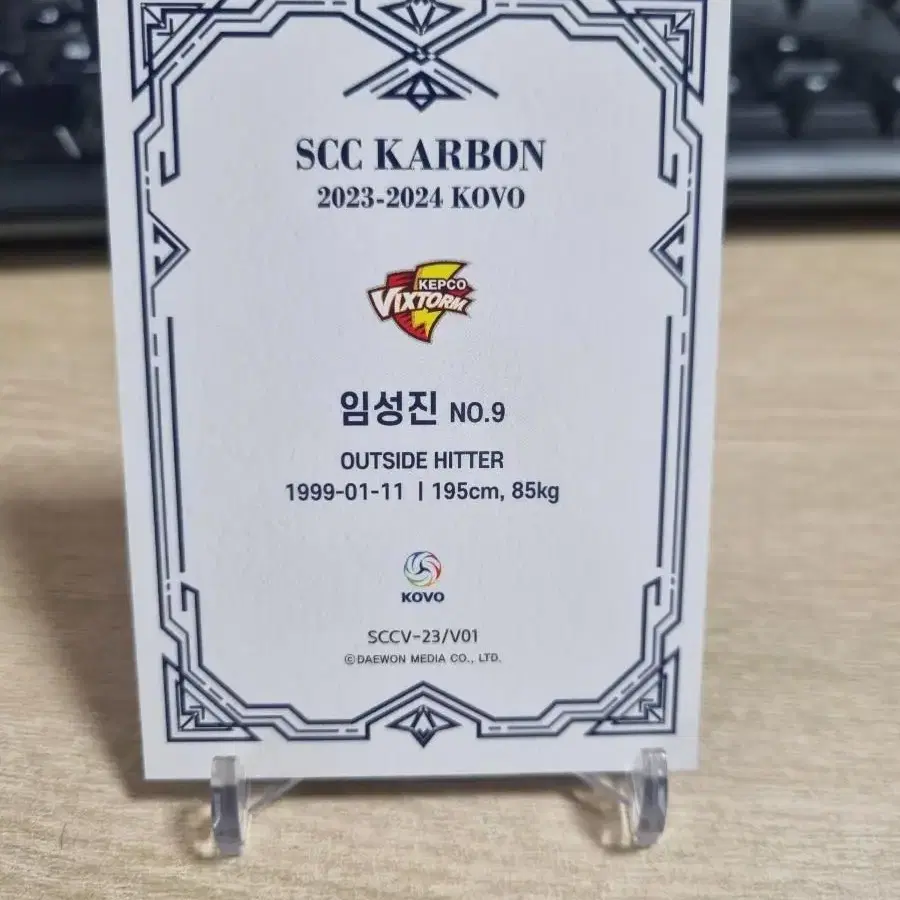 SCC KARBON
2023-2024 KOVO
KEPCO
VIXTORM
임성진 NO.9
OUTSIDE HITTER
1999-01-11 | 195cm, 85kg
KOVO
SCCV-23/V01
©DAEWON MEDIA CO., LTD.